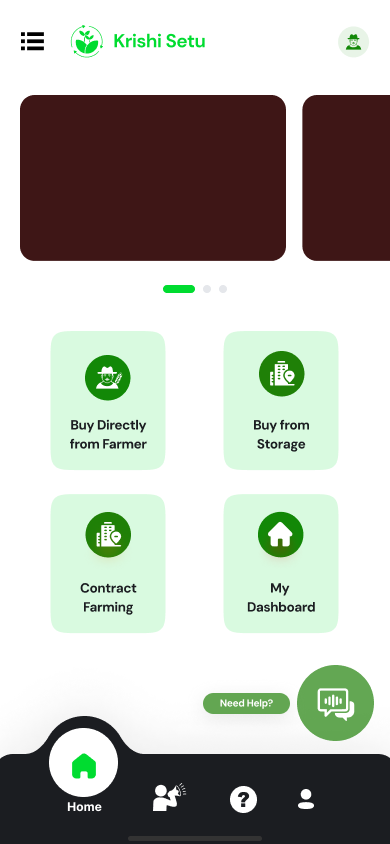 Krishi Setu
Buy Directly
from Farmer
Buy from
Storage
Contract
Farming
My
Dashboard
Need Help?
Home
?